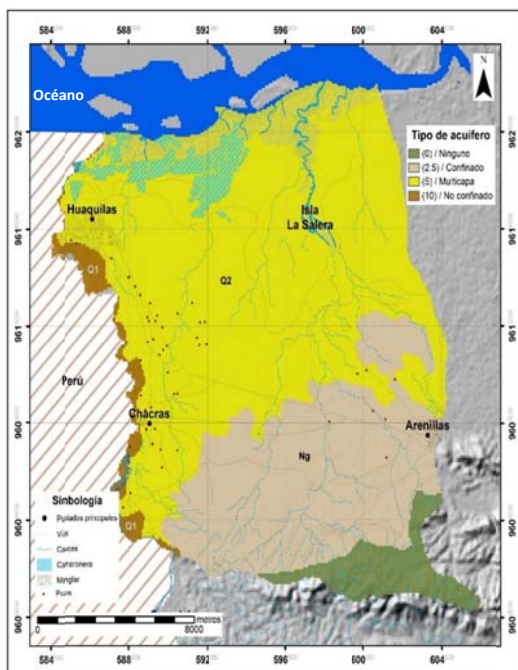 584 588 592 596 600 604
Océano
N
962
Tipo de acuífero
(0) / Ninguno
(2.5) / Confinado
(5) / Multicapa
(10) / No confinado
Huaquilas
Isla
La Salera
961
Q1
Q2
961
Perú
960
Chácras
Arenillas
Ng
Sinbología
Poblados principales
Vías
Cauces
Camaronera
Manglar
Pozos
960
Q1
metros
0 8000
960
584 588 592 596 600 604